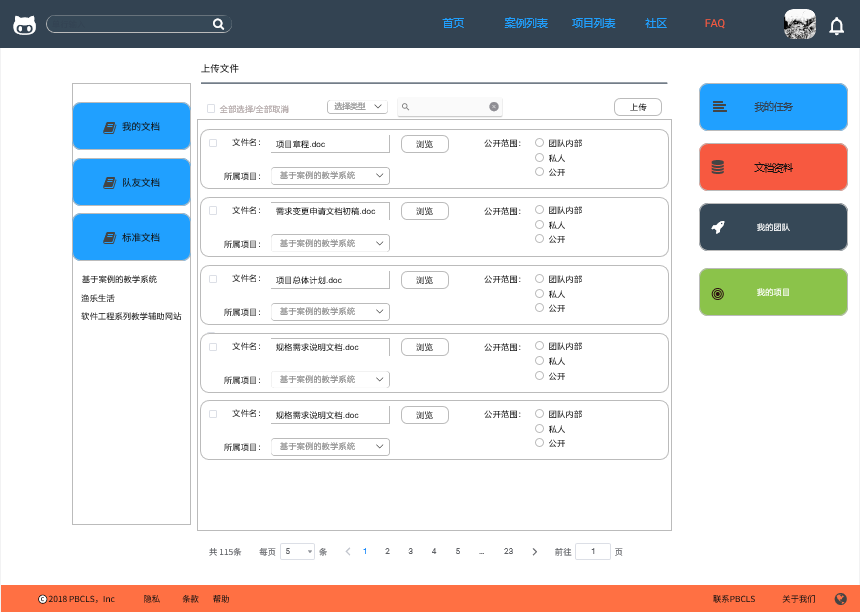 首页 案例列表 项目列表 社区 FAQ
上传文件
全部选择/全部取消 选择类型 上传
我的文档
队友文档
标准文档
基于案例的教学系统
渔乐生活
软件工程系列教学辅助网站
文件名： 项目章程.doc 浏览 公开范围： 团队内部
私人
所属项目： 基于案例的教学系统 公开
文件名： 需求变更申请文档初稿.doc 浏览 公开范围： 团队内部
私人
所属项目： 基于案例的教学系统 公开
文件名： 项目总体计划.doc 浏览 公开范围： 团队内部
私人
所属项目： 基于案例的教学系统 公开
文件名： 规格需求说明文档.doc 浏览 公开范围： 团队内部
私人
所属项目： 基于案例的教学系统 公开
文件名： 规格需求说明文档.doc 浏览 公开范围： 团队内部
私人
所属项目： 基于案例的教学系统 公开
我的任务
文档资料
我的团队
我的项目
共 115条 每页 5 条 1 2 3 4 5 ... 23 前往 1 页
©2018 PBCLS，Inc 隐私 条款 帮助 联系PBCLS 关于我们